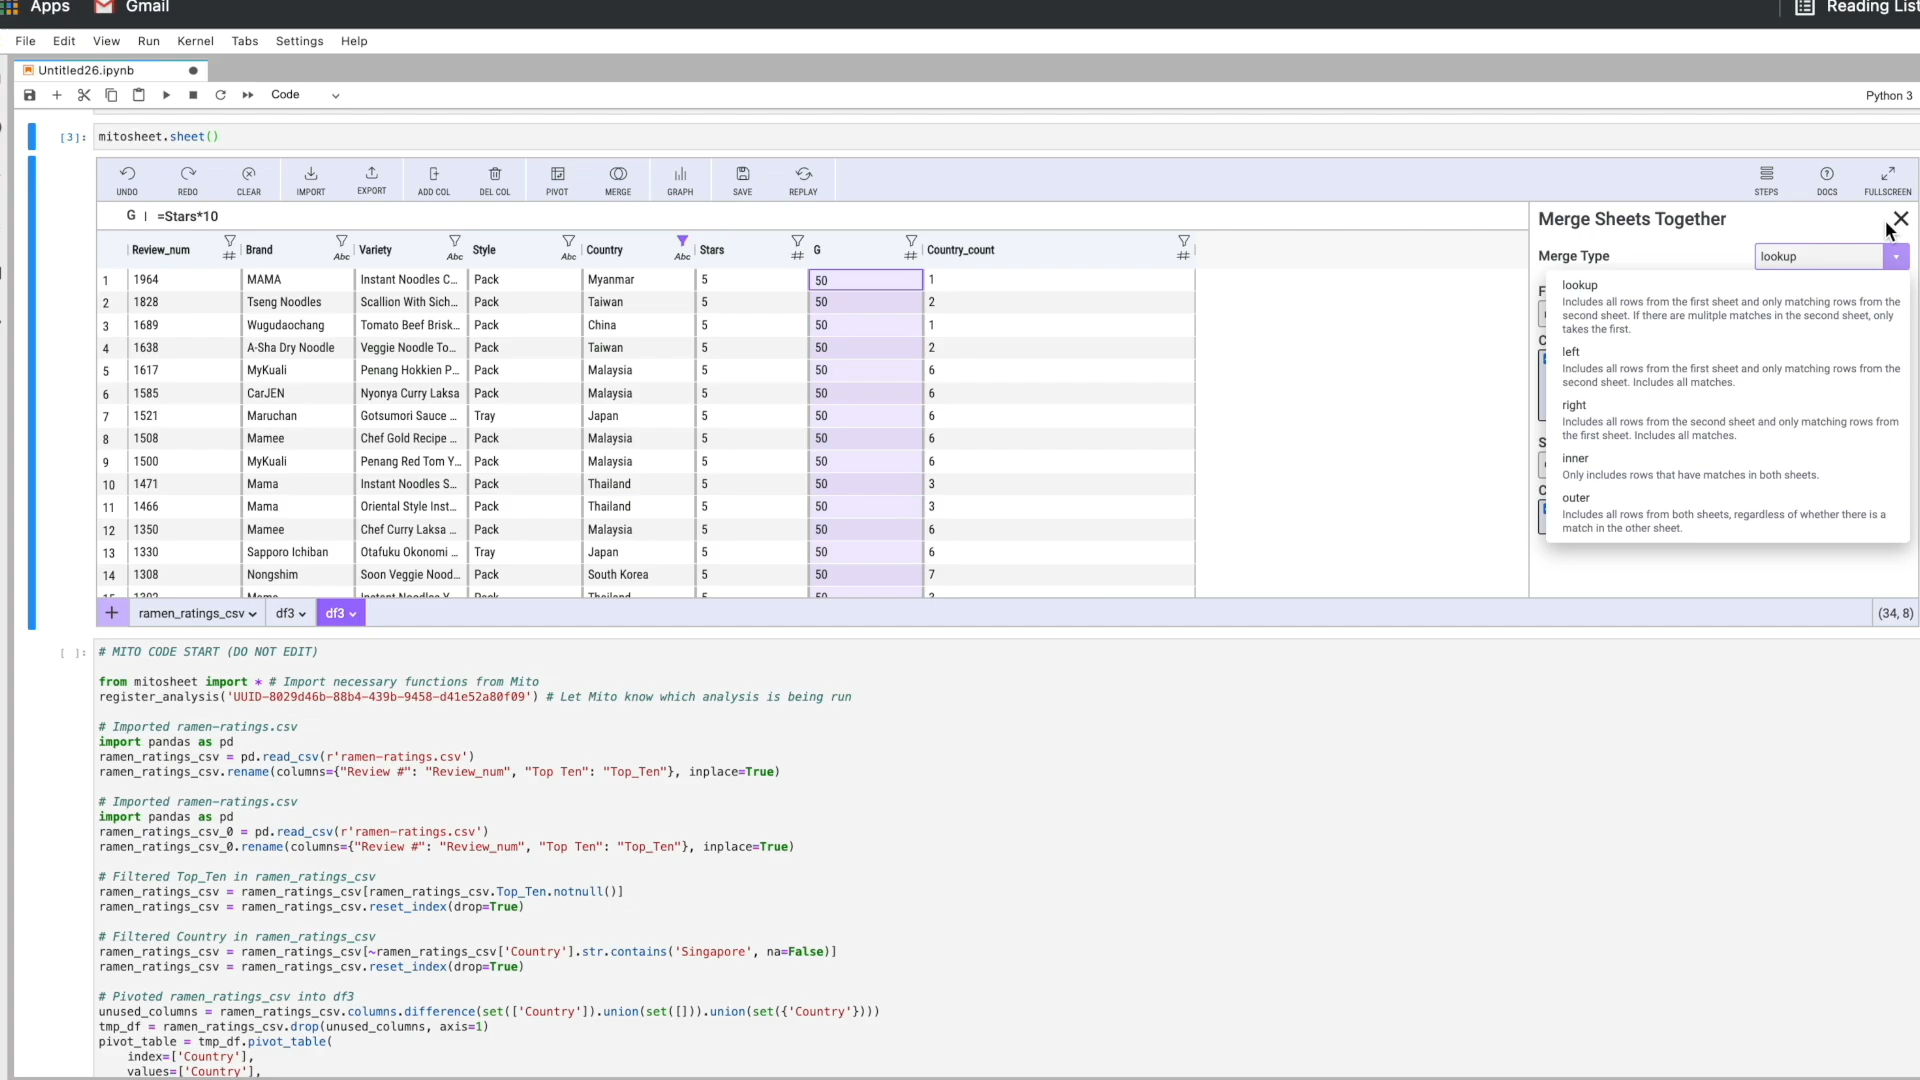 Apps Gmail Reading List
File Edit View Run Kernel Tabs Settings Help
Untitled26.ipynb
Code Python 3
[3]: mitosheet.sheet()
UNDO REDO CLEAR IMPORT EXPORT ADD COL DEL COL PIVOT MERGE GRAPH SAVE REPLAY STEPS DOCS FULLSCREEN
G | =Stars*10
Review_num # Brand Abc Variety Abc Style Abc Country Abc Stars # G # Country_count #
1 1964 MAMA Instant Noodles C... Pack Myanmar 5 50 1
2 1828 Tseng Noodles Scallion With Sich... Pack Taiwan 5 50 2
3 1689 Wugudaochang Tomato Beef Brisk... Pack China 5 50 1
4 1638 A-Sha Dry Noodle Veggie Noodle To... Pack Taiwan 5 50 2
5 1617 MyKuali Penang Hokkien P... Pack Malaysia 5 50 6
6 1585 CarJEN Nyonya Curry Laksa Pack Malaysia 5 50 6
7 1521 Maruchan Gotsumori Sauce ... Tray Japan 5 50 6
8 1508 Mamee Chef Gold Recipe ... Pack Malaysia 5 50 6
9 1500 MyKuali Penang Red Tom Y... Pack Malaysia 5 50 6
10 1471 Mama Instant Noodles S... Pack Thailand 5 50 3
11 1466 Mama Oriental Style Inst... Pack Thailand 5 50 3
12 1350 Mamee Chef Curry Laksa ... Pack Malaysia 5 50 6
13 1330 Sapporo Ichiban Otafuku Okonomi ... Tray Japan 5 50 6
14 1308 Nongshim Soon Veggie Nood... Pack South Korea 5 50 7
Merge Sheets Together
Merge Type lookup
lookup
Includes all rows from the first sheet and only matching rows from the
second sheet. If there are mulitple matches in the second sheet, only
takes the first.
left
Includes all rows from the first sheet and only matching rows from the
second sheet. Includes all matches.
right
Includes all rows from the second sheet and only matching rows from
the first sheet. Includes all matches.
inner
Only includes rows that have matches in both sheets.
outer
Includes all rows from both sheets, regardless of whether there is a
match in the other sheet.
+ ramen_ratings_csv df3 df3 (34, 8)
[ ]: # MITO CODE START (DO NOT EDIT)
from mitosheet import * # Import necessary functions from Mito
register_analysis('UUID-8029d46b-88b4-439b-9458-d41e52a80f09') # Let Mito know which analysis is being run
# Imported ramen-ratings.csv
import pandas as pd
ramen_ratings_csv = pd.read_csv(r'ramen-ratings.csv')
ramen_ratings_csv.rename(columns={"Review #": "Review_num", "Top Ten": "Top_Ten"}, inplace=True)
# Imported ramen-ratings.csv
import pandas as pd
ramen_ratings_csv_0 = pd.read_csv(r'ramen-ratings.csv')
ramen_ratings_csv_0.rename(columns={"Review #": "Review_num", "Top Ten": "Top_Ten"}, inplace=True)
# Filtered Top_Ten in ramen_ratings_csv
ramen_ratings_csv = ramen_ratings_csv[ramen_ratings_csv.Top_Ten.notnull()]
ramen_ratings_csv = ramen_ratings_csv.reset_index(drop=True)
# Filtered Country in ramen_ratings_csv
ramen_ratings_csv = ramen_ratings_csv[~ramen_ratings_csv['Country'].str.contains('Singapore', na=False)]
ramen_ratings_csv = ramen_ratings_csv.reset_index(drop=True)
# Pivoted ramen_ratings_csv into df3
unused_columns = ramen_ratings_csv.columns.difference(set(['Country']).union(set([])).union(set({'Country'})))
tmp_df = ramen_ratings_csv.drop(unused_columns, axis=1)
pivot_table = tmp_df.pivot_table(
index=['Country'],
values=['Country'],